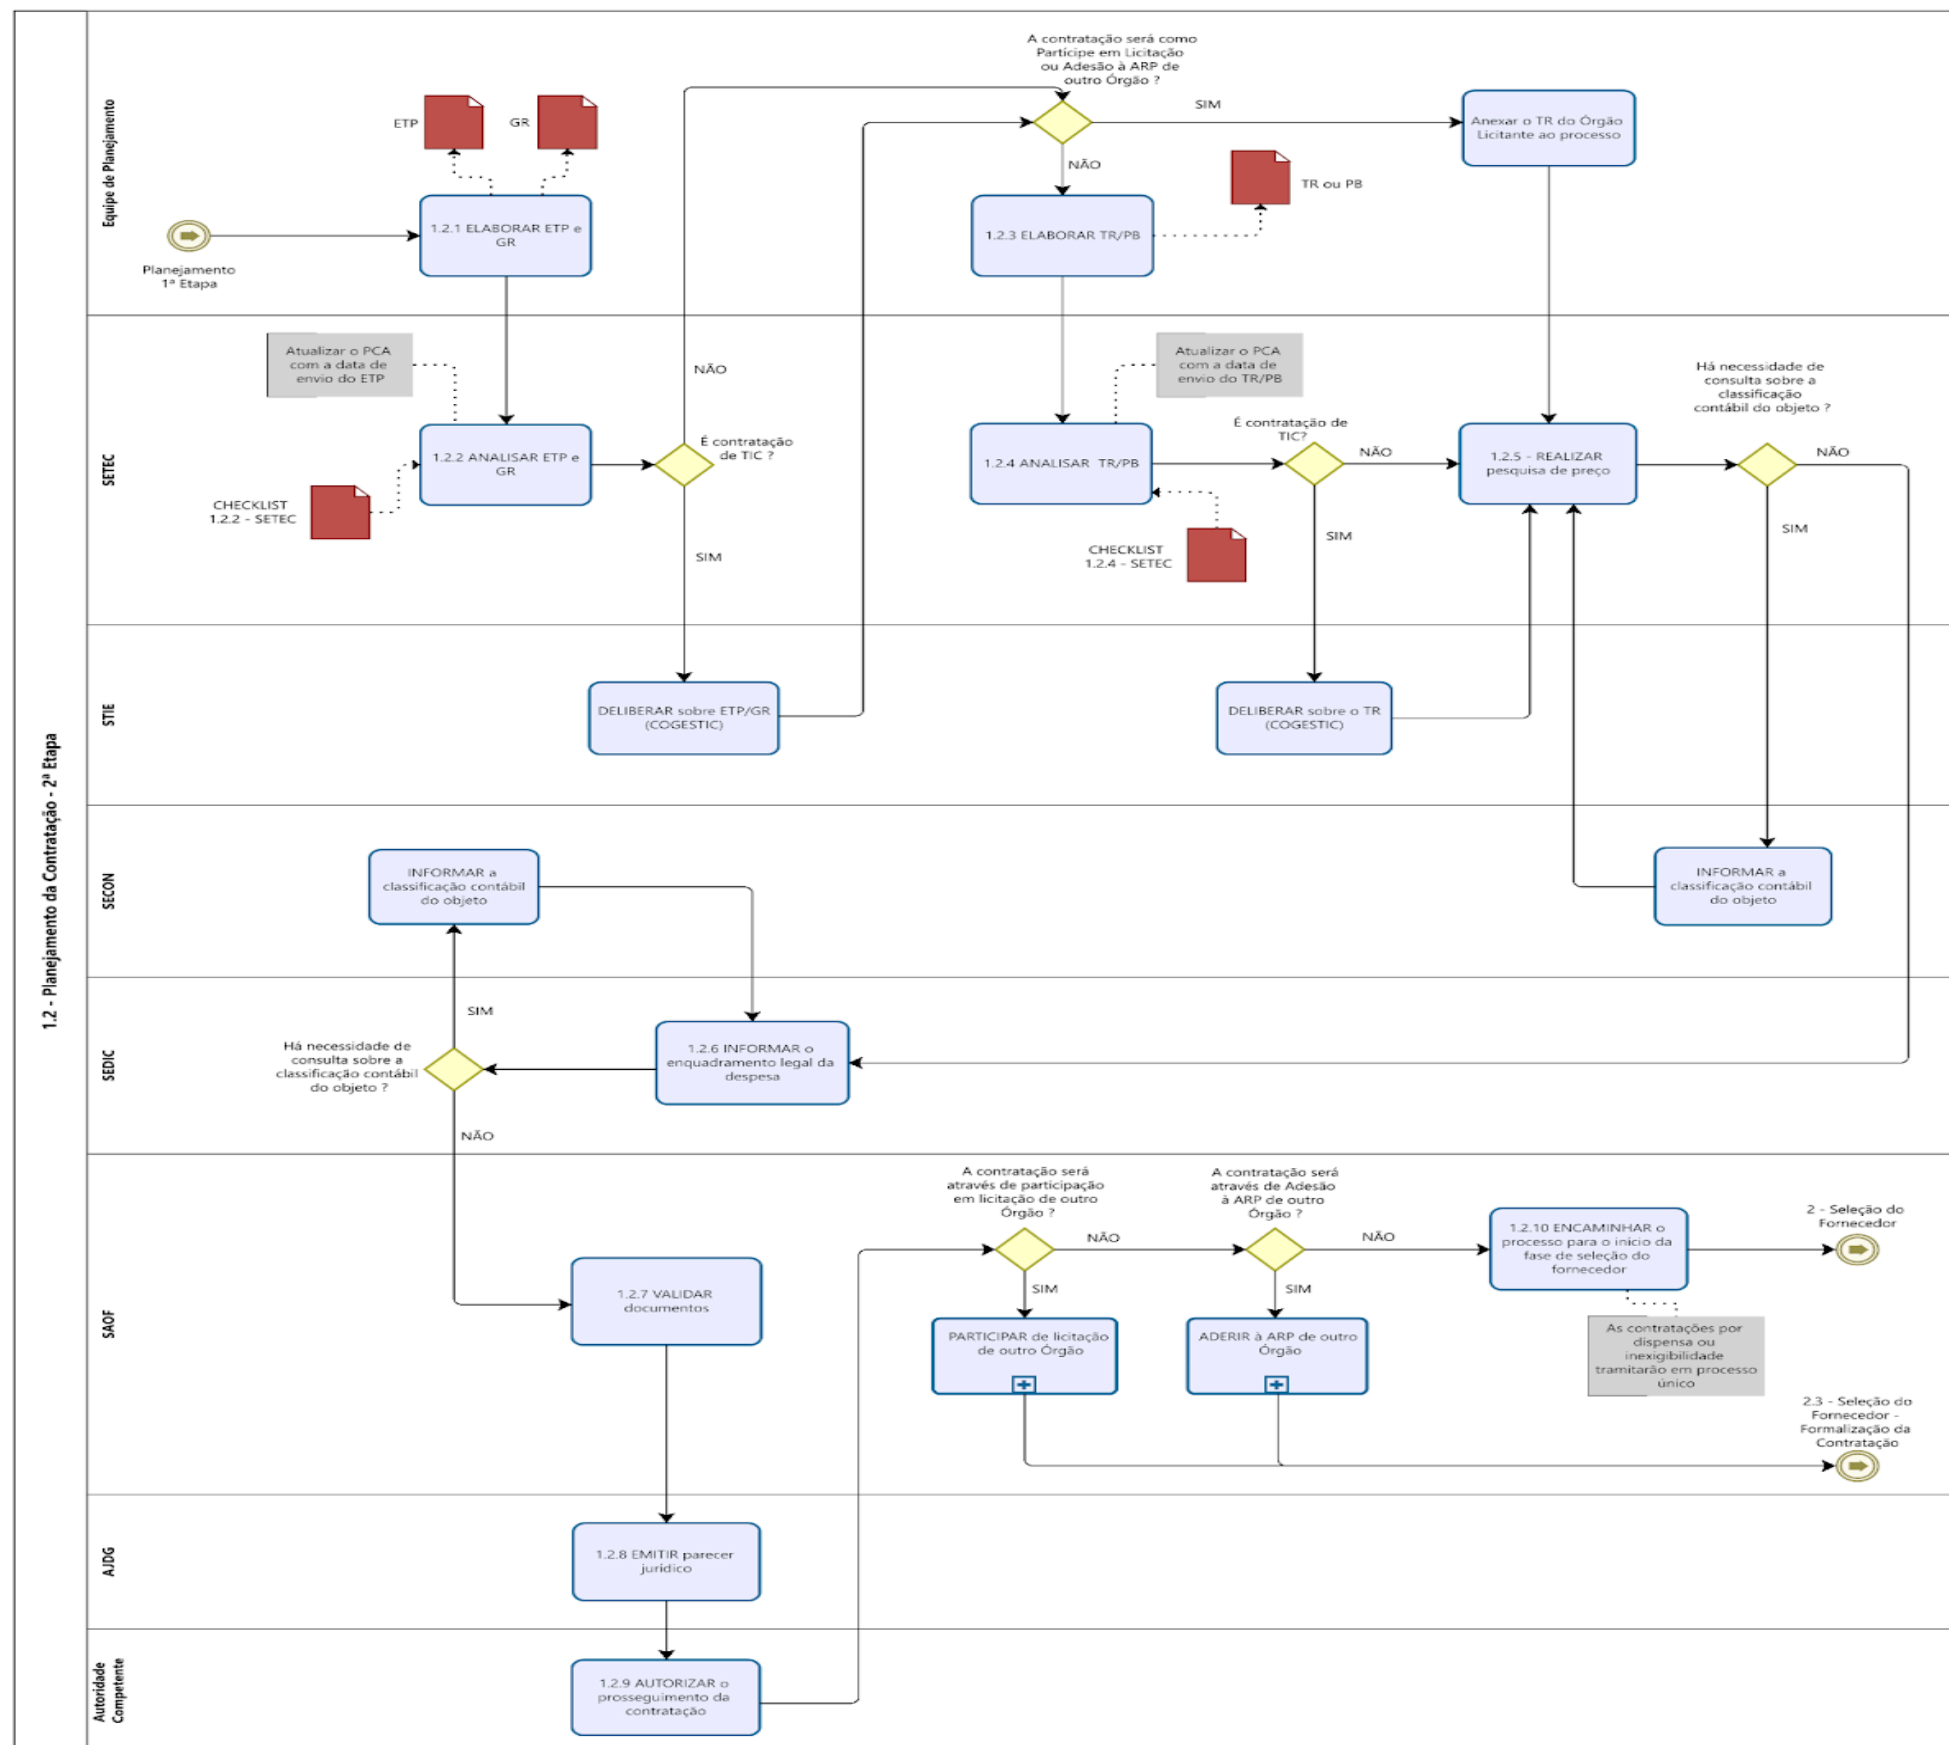 1.2 - Planejamento da Contratação - 2ª Etapa
Equipe de Planejamento
Planejamento
1ª Etapa
ETP
GR
1.2.1 ELABORAR ETP e
GR
A contratação será como
Partícipe em Licitação
ou Adesão à ARP de
outro Órgão ?
SIM
NÃO
Anexar o TR do Órgão
Licitante ao processo
1.2.3 ELABORAR TR/PB
TR ou PB
SETEC
Atualizar o PCA
com a data de
envio do ETP
1.2.2 ANALISAR ETP e
GR
CHECKLIST
1.2.2 - SETEC
NÃO
É contratação
de TIC ?
SIM
Atualizar o PCA
com a data de
envio do TR/PB
1.2.4 ANALISAR TR/PB
CHECKLIST
1.2.4 - SETEC
É contratação de
TIC?
NÃO
SIM
1.2.5 - REALIZAR
pesquisa de preço
Há necessidade de
consulta sobre a
classificação
contábil do objeto ?
NÃO
SIM
STIE
DELIBERAR sobre ETP/GR
(COGESTIC)
DELIBERAR sobre o TR
(COGESTIC)
SECON
INFORMAR a
classificação contábil
do objeto
INFORMAR a
classificação contábil
do objeto
SEDIC
SIM
Há necessidade de
consulta sobre a
classificação contábil
do objeto ?
NÃO
1.2.6 INFORMAR o
enquadramento legal da
despesa
SAOF
1.2.7 VALIDAR
documentos
A contratação será
através de participação
em licitação de outro
Órgão ?
NÃO
SIM
PARTICIPAR de licitação
de outro Órgão
A contratação será
através de Adesão
à ARP de outro
Órgão ?
NÃO
SIM
ADERIR à ARP de outro
Órgão
1.2.10 ENCAMINHAR o
processo para o início da
fase de seleção do
fornecedor
As contratações por
dispensa ou
inexigibilidade
tramitarão em processo
único
2 - Seleção do
Fornecedor
2.3 - Seleção do
Fornecedor -
Formalização da
Contratação
AJDG
1.2.8 EMITIR parecer
jurídico
Autoridade
Competente
1.2.9 AUTORIZAR o
prosseguimento da
contratação